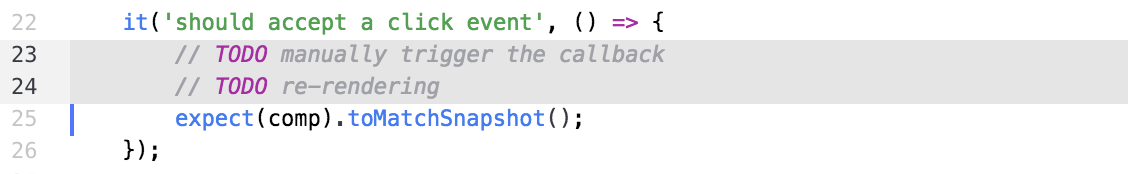 22 it('should accept a click event', () => {
23 // TODO manually trigger the callback
24 // TODO re-rendering
25 expect(comp).toMatchSnapshot();
26 });